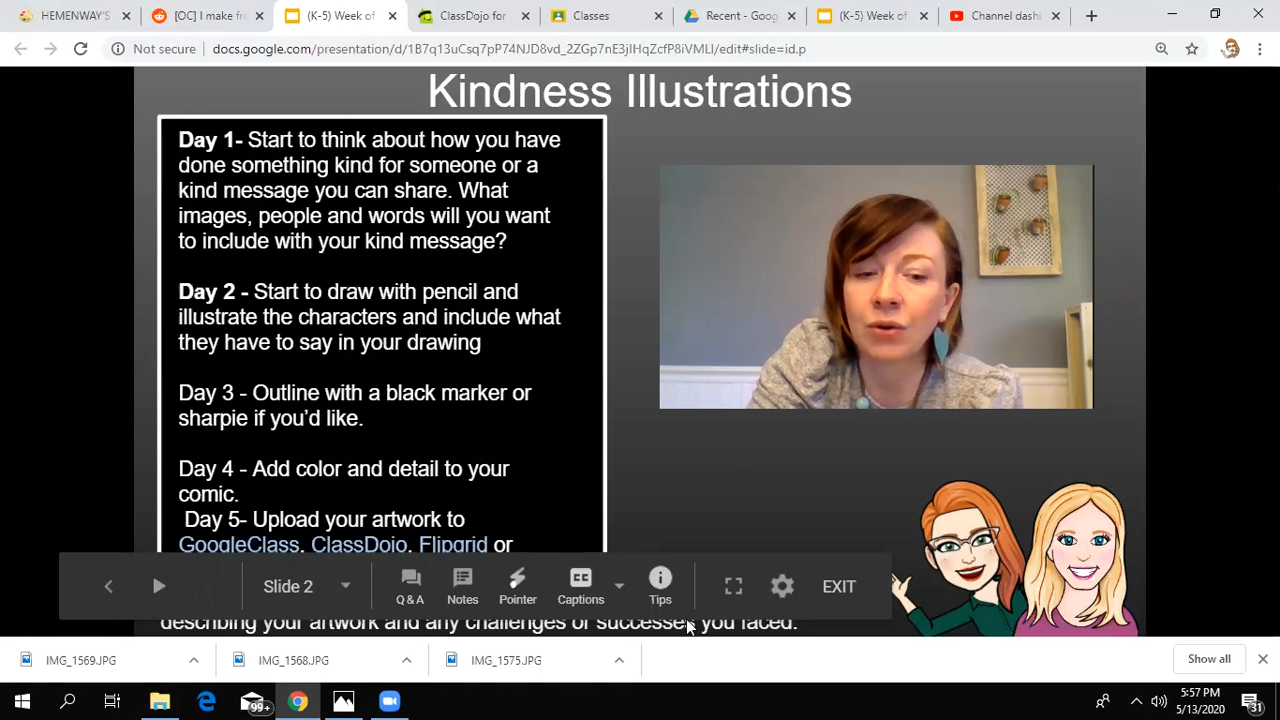 HEMENWAY'S
[OC] I make fre
(K-5) Week of
ClassDojo for
Classes
Recent - Goog
(K-5) Week of
Channel dashb
Not secure
docs.google.com/presentation/d/1B7q13uCsq7pP74NJD8vd_2ZGp7nE3jIHqZcfP8iVMLI/edit#slide=id.p
Kindness Illustrations
Day 1- Start to think about how you have
done something kind for someone or a
kind message you can share. What
images, people and words will you want
to include with your kind message?
Day 2 - Start to draw with pencil and
illustrate the characters and include what
they have to say in your drawing
Day 3 - Outline with a black marker or
sharpie if you'd like.
Day 4 - Add color and detail to your
comic.
Day 5- Upload your artwork to
GoogleClass, ClassDojo, Flipgrid or
Slide 2
Q & A
Notes
Pointer
CC
Captions
Tips
EXIT
describing your artwork and any challenges or successes you faced.
IMG_1569.JPG
IMG_1568.JPG
IMG_1575.JPG
Show all
99+
5:57 PM
5/13/2020
31